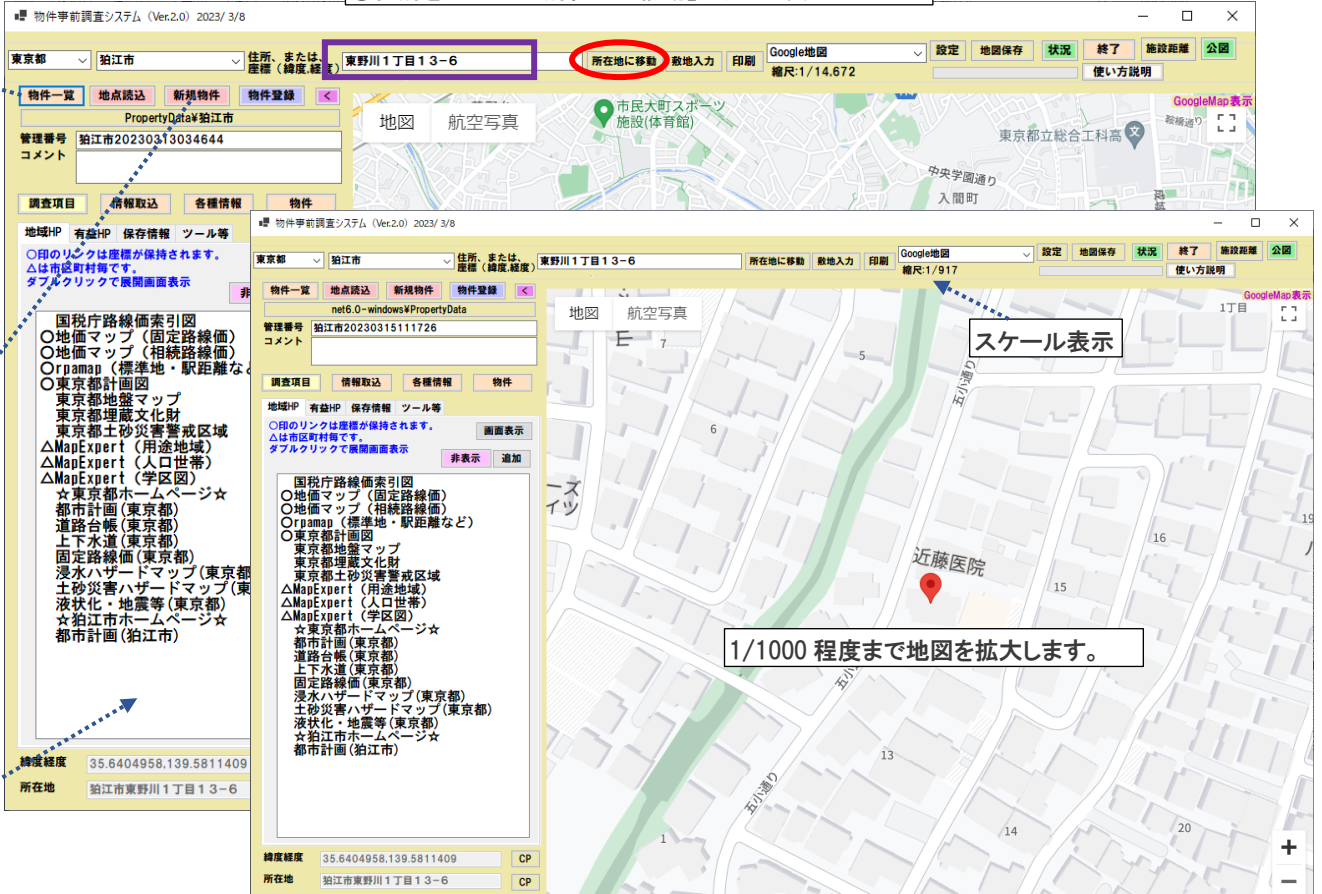 物件事前調査システム（Ver.2.0）2023/ 3/8
東京都 狛江市 住所、または、座標（緯度,経度） 東野川１丁目１３−６ 所在地に移動 敷地入力 印刷 Google地図 設定 地図保存 状況 終了 施設距離 公図
縮尺:1/14.672 使い方説明
物件一覧 地点読込 新規物件 物件登録 <
PropertyData¥狛江市
管理番号 狛江市20230313034644
コメント
調査項目 情報取込 各種情報 物件
地域HP 有益HP 保存情報 ツール等
○印のリンクは座標が保持されます。
△は市区町村毎です。
ダブルクリックで展開画面表示
非
国税庁路線価索引図
○地価マップ（固定路線価）
○地価マップ（相続路線価）
○rpamap（標準地・駅距離な
○東京都計画図
東京都地盤マップ
東京都埋蔵文化財
東京都土砂災害警戒区域
△MapExpert（用途地域）
△MapExpert（人口世帯）
△MapExpert（学区図）
☆東京都ホームページ☆
都市計画(東京都)
道路台帳(東京都)
上下水道(東京都)
固定路線価(東京都)
浸水ハザードマップ(東京都
土砂災害ハザードマップ(東
液状化・地震等(東京都)
☆狛江市ホームページ☆
都市計画(狛江市)
緯度経度 35.6404958,139.5811409
所在地 狛江市東野川１丁目１３−６
GoogleMap表示
地図 航空写真
市民大町スポーツ
施設(体育館)
東京都立総合工科高
中央学園通り
入間町
物件事前調査システム（Ver.2.0）2023/ 3/8
東京都 狛江市 住所、または、座標（緯度,経度） 東野川１丁目１３−６ 所在地に移動 敷地入力 印刷 Google地図 設定 地図保存 状況 終了 施設距離 公図
縮尺:1/917 使い方説明
物件一覧 地点読込 新規物件 物件登録 <
net6.0-windows¥PropertyData
管理番号 狛江市20230315111726
コメント
調査項目 情報取込 各種情報 物件
地域HP 有益HP 保存情報 ツール等
○印のリンクは座標が保持されます。
△は市区町村毎です。
ダブルクリックで展開画面表示
画面表示
非表示 追加
国税庁路線価索引図
○地価マップ（固定路線価）
○地価マップ（相続路線価）
○rpamap（標準地・駅距離など）
○東京都計画図
東京都地盤マップ
東京都埋蔵文化財
東京都土砂災害警戒区域
△MapExpert（用途地域）
△MapExpert（人口世帯）
△MapExpert（学区図）
☆東京都ホームページ☆
都市計画(東京都)
道路台帳(東京都)
上下水道(東京都)
固定路線価(東京都)
浸水ハザードマップ(東京都)
土砂災害ハザードマップ(東京都)
液状化・地震等(東京都)
☆狛江市ホームページ☆
都市計画(狛江市)
緯度経度 35.6404958,139.5811409 CP
所在地 狛江市東野川１丁目１３−６ CP
GoogleMap表示
地図 航空写真
1丁目
7
5
スケール表示
五小通り
6
ーズ
イツ
19
16
近藤医院
15
1/1000 程度まで地図を拡大します。
五小
13
五小通り
14
20
1